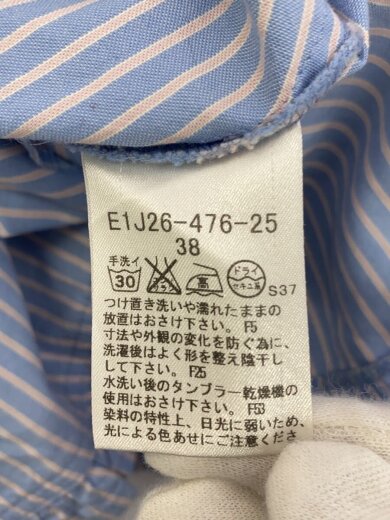 E1J26-476-25
38
手洗イ
30
高
ドライ
セキユ系
S37
つけ置き洗いや濡れたままの
放置はおさけ下さい。 F5
寸法や外観の変化を防ぐ為に、
洗濯後はよく形を整え陰干し
して下さい。 F25
水洗い後のタンブラー乾燥機の
使用はおさけ下さい。 F53
染料の特性上、日光に弱いため、
光による色あせにご注意くださ